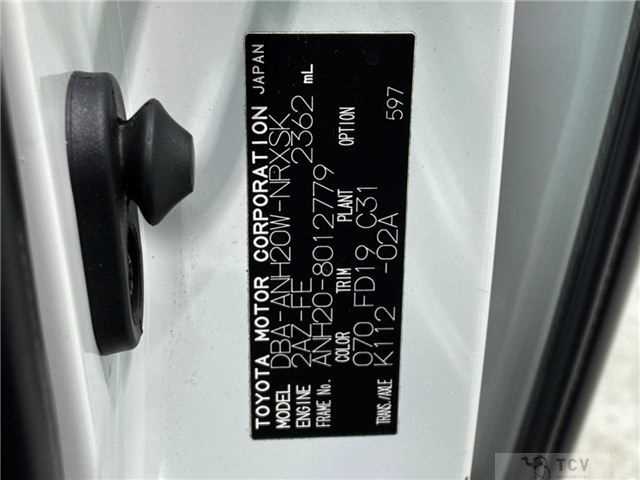 TOYOTA MOTOR CORPORATION JAPAN
MODEL DBA-ANH20W-NRXSK
ENGINE 2AZ-FE 2362 mL
FRAME No. ANH20-8012779
COLOR TRIM PLANT OPTION
070 FD19 C31
TRANS./AXLE K112 -02A 597
TCV